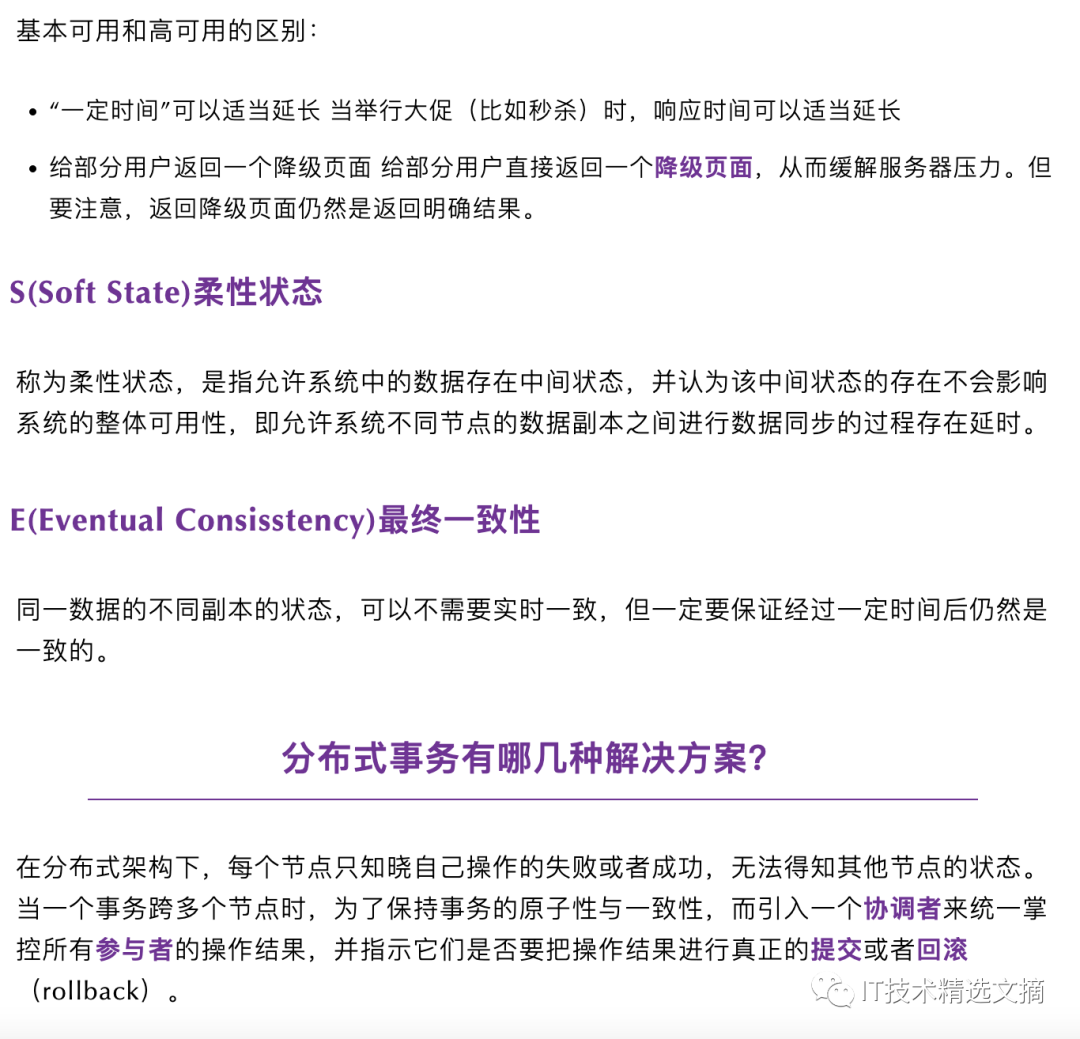 基本可用和高可用的区别：
• “一定时间”可以适当延长 当举行大促（比如秒杀）时，响应时间可以适当延长
• 给部分用户返回一个降级页面 给部分用户直接返回一个降级页面，从而缓解服务器压力。但
要注意，返回降级页面仍然是返回明确结果。
S(Soft State)柔性状态
称为柔性状态，是指允许系统中的数据存在中间状态，并认为该中间状态的存在不会影响
系统的整体可用性，即允许系统不同节点的数据副本之间进行数据同步的过程存在延时。
E(Eventual Consisstency)最终一致性
同一数据的不同副本的状态，可以不需要实时一致，但一定要保证经过一定时间后仍然是
一致的。
分布式事务有哪几种解决方案?
在分布式架构下，每个节点只知晓自己操作的失败或者成功，无法得知其他节点的状态。
当一个事务跨多个节点时，为了保持事务的原子性与一致性，而引入一个协调者来统一掌
控所有参与者的操作结果，并指示它们是否要把操作结果进行真正的提交或者回滚
（rollback）。
IT技术精选文摘